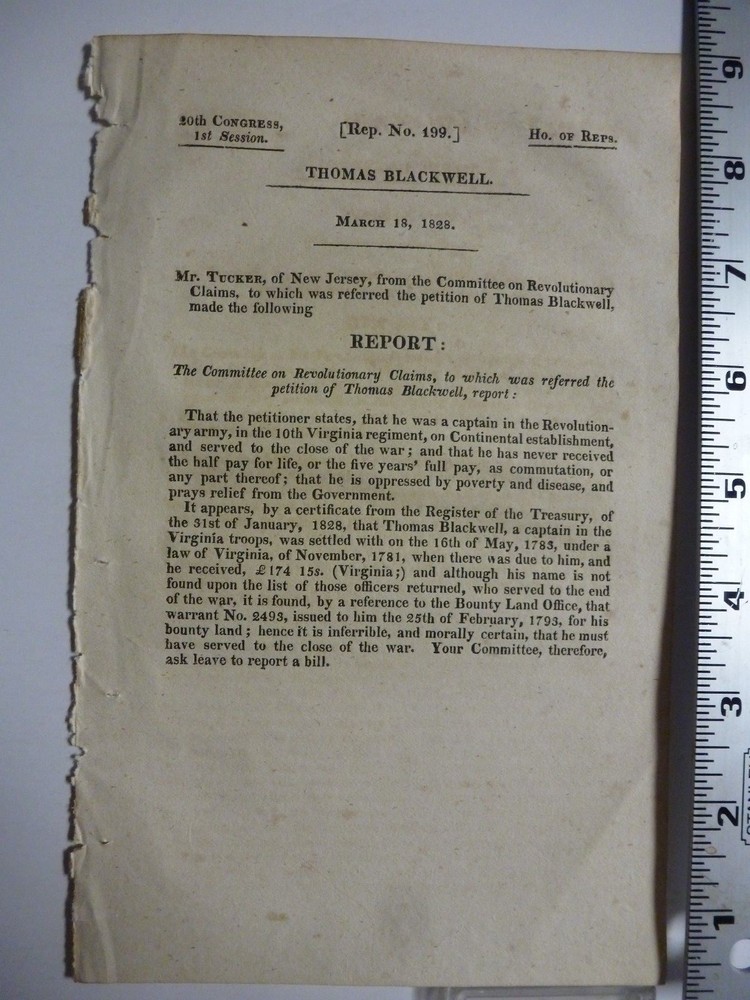 20th Congress,
1st Session.
[Rep. No. 199.]
Ho. of Reps.
THOMAS BLACKWELL.
March 18, 1828.
Mr. Tucker, of New Jersey, from the Committee on Revolutionary
Claims, to which was referred the petition of Thomas Blackwell,
made the following
REPORT:
The Committee on Revolutionary Claims, to which was referred the
petition of Thomas Blackwell, report:
That the petitioner states, that he was a captain in the Revolution-
ary army, in the 10th Virginia regiment, on Continental establishment,
and served to the close of the war; and that he has never received
the half pay for life, or the five years' full pay, as commutation, or
any part thereof; that he is oppressed by poverty and disease, and
prays relief from the Government.
It appears, by a certificate from the Register of the Treasury, of
the 31st of January, 1828, that Thomas Blackwell, a captain in the
Virginia troops, was settled with on the 16th of May, 1783, under a
law of Virginia, of November, 1781, when there was due to him, and
he received, £174 15s. (Virginia;) and although his name is not
found upon the list of those officers returned, who served to the end
of the war, it is found, by a reference to the Bounty Land Office, that
warrant No. 2493, issued to him the 25th of February, 1793, for his
bounty land; hence it is inferrible, and morally certain, that he must
have served to the close of the war. Your Committee, therefore,
ask leave to report a bill.
9
8
7
6
5
4
3
2
1